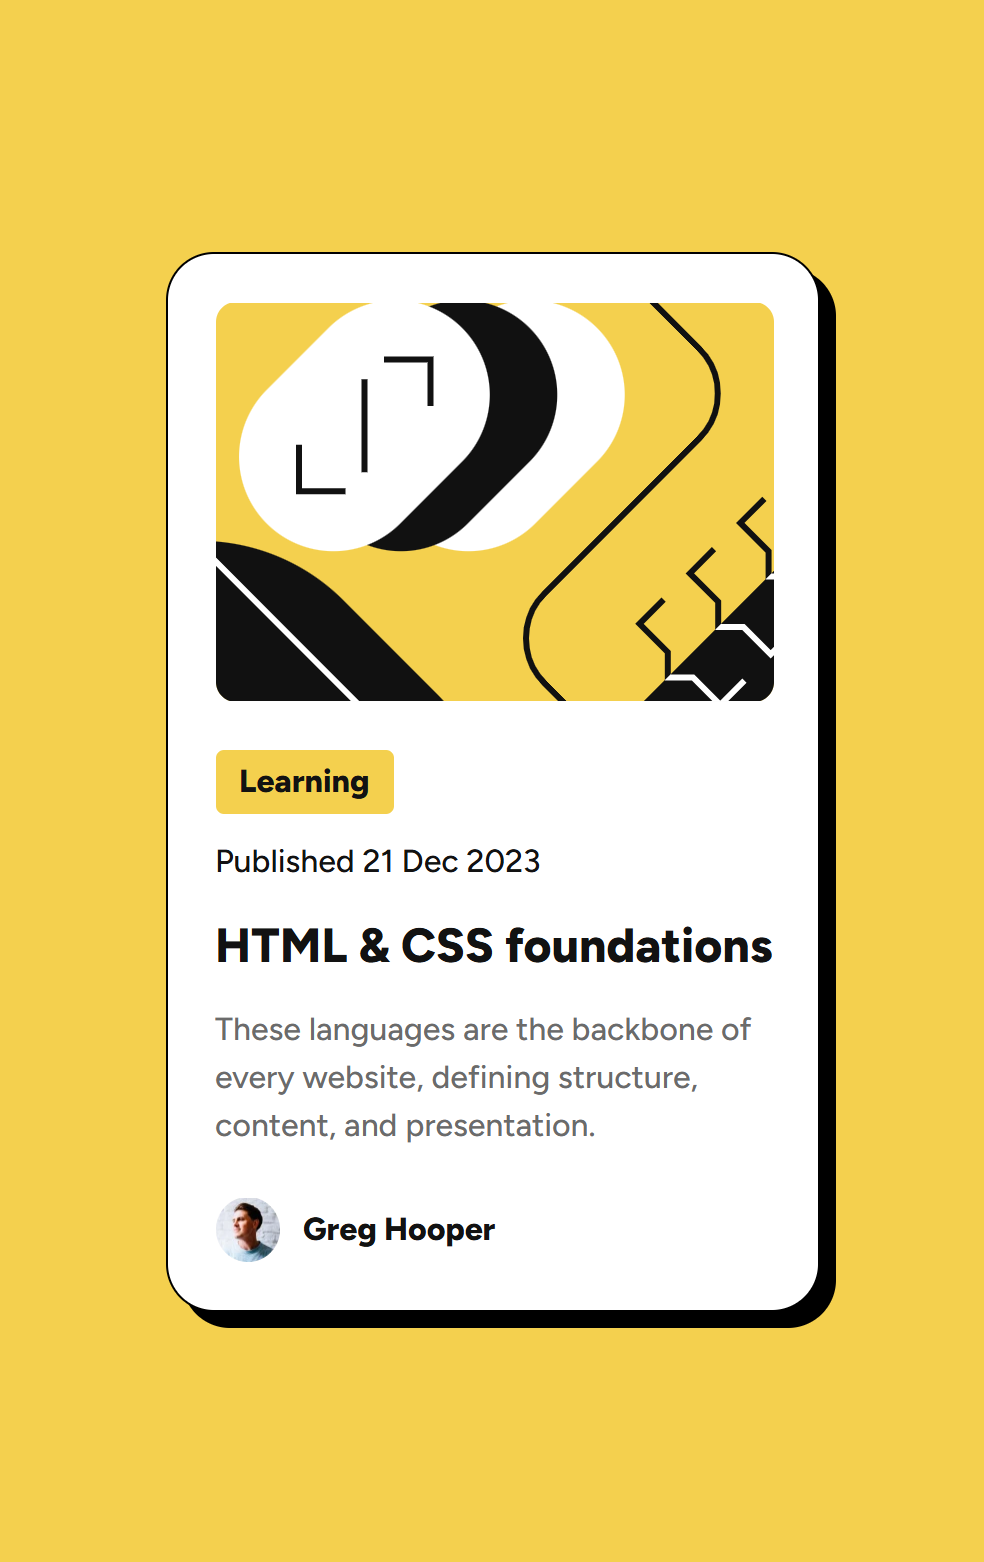 Learning
Published 21 Dec 2023
HTML & CSS foundations
These languages are the backbone of
every website, defining structure,
content, and presentation.
Greg Hooper